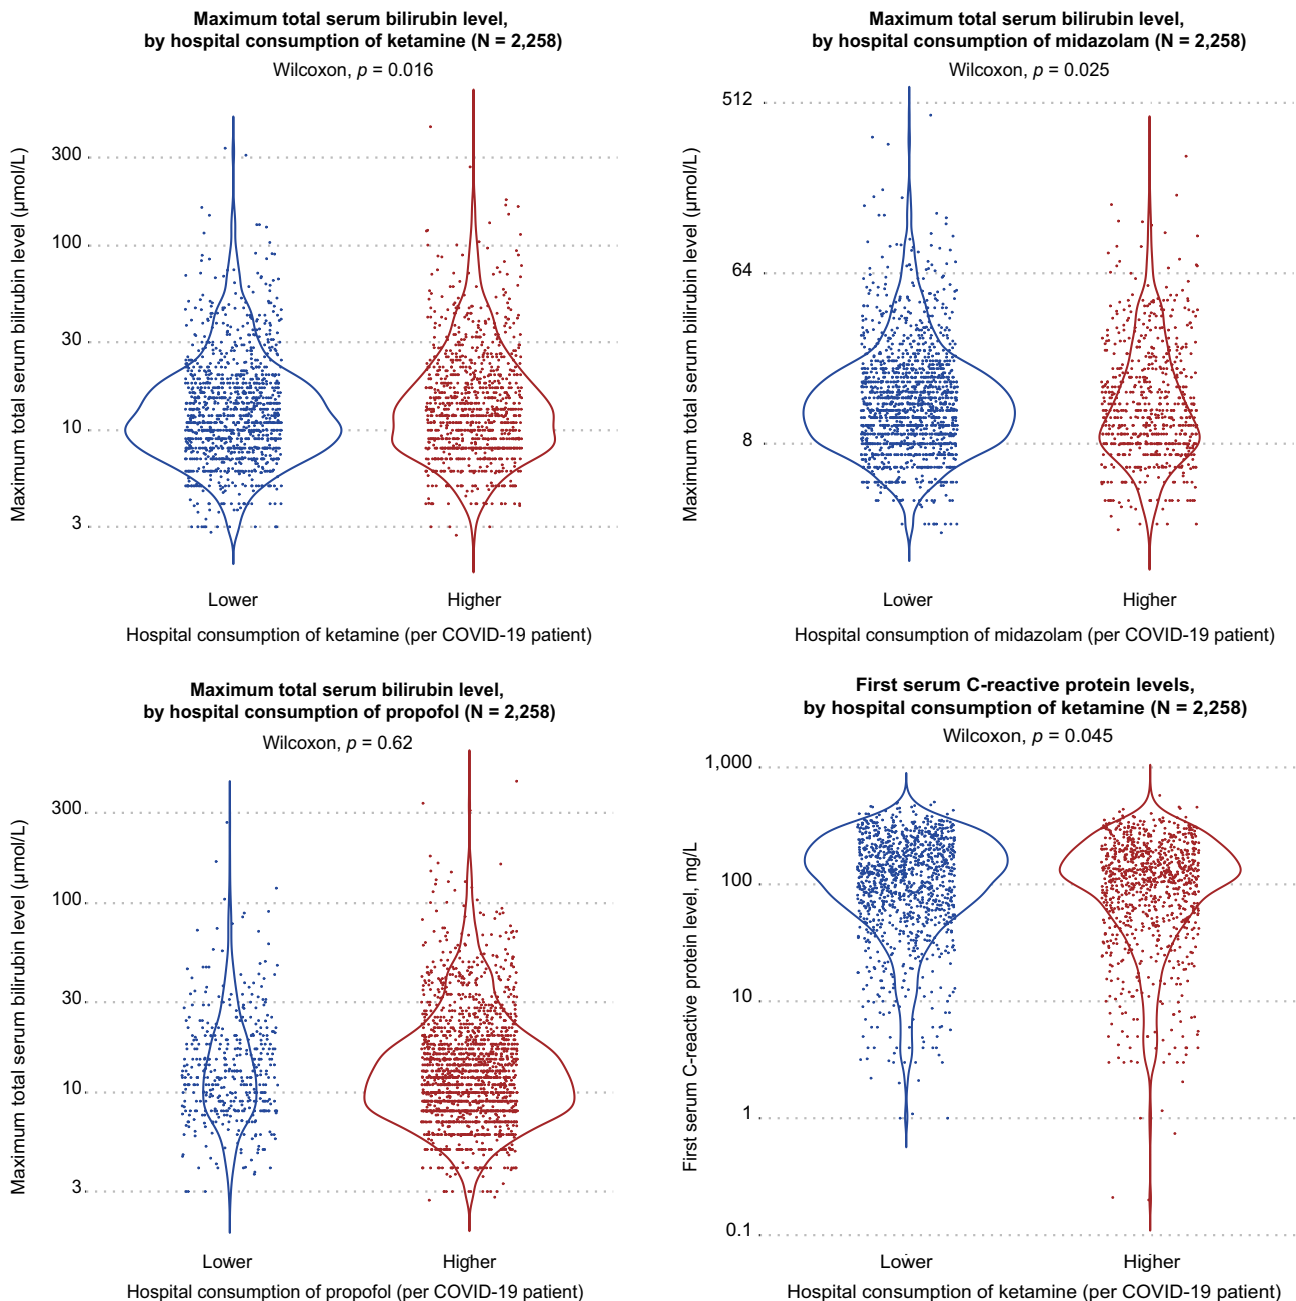 Maximum total serum bilirubin level,
by hospital consumption of ketamine (N = 2,258)
Wilcoxon, p = 0.016
Maximum total serum bilirubin level (μmol/L)
300
100
30
10
3
Lower
Higher
Hospital consumption of ketamine (per COVID-19 patient)
Maximum total serum bilirubin level,
by hospital consumption of midazolam (N = 2,258)
Wilcoxon, p = 0.025
Maximum total serum bilirubin level (μmol/L)
512
64
8
Lower
Higher
Hospital consumption of midazolam (per COVID-19 patient)
Maximum total serum bilirubin level,
by hospital consumption of propofol (N = 2,258)
Wilcoxon, p = 0.62
Maximum total serum bilirubin level (μmol/L)
300
100
30
10
3
Lower
Higher
Hospital consumption of propofol (per COVID-19 patient)
First serum C-reactive protein levels,
by hospital consumption of ketamine (N = 2,258)
Wilcoxon, p = 0.045
First serum C-reactive protein level, mg/L
1,000
100
10
1
0.1
Lower
Higher
Hospital consumption of ketamine (per COVID-19 patient)